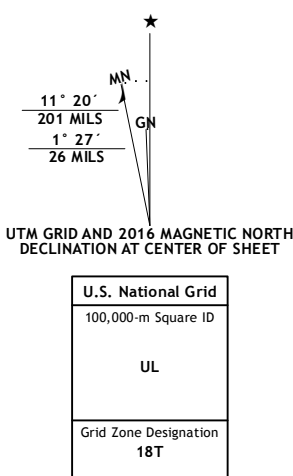 ★
MN
GN
11° 20´
201 MILS
1° 27´
26 MILS
UTM GRID AND 2016 MAGNETIC NORTH
DECLINATION AT CENTER OF SHEET
U.S. National Grid
100,000-m Square ID
UL
Grid Zone Designation
18T